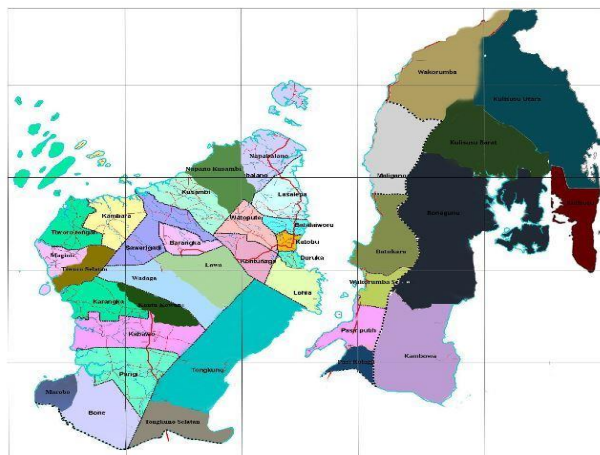 Wakorumba
Kulisusu Utara
Kulisusu Barat
Napabalano
Napano Kusambi
Maligano
Kusambi
Lasalepa
Kambara
Watopute
Batalaiworu
Tiworo Tengah
Sawerigadi
Barangka
Katobu
Maginti
Kontunaga
Duruka
Tiworo Selatan
Lawa
Wadaga
Batukara
Lohia
Karangka
Wakorumba Selatan
Kabawo
Pasir putih
Parigi
Tongkuno
Kambowa
Marobo
Bone
Tongkuno Selatan